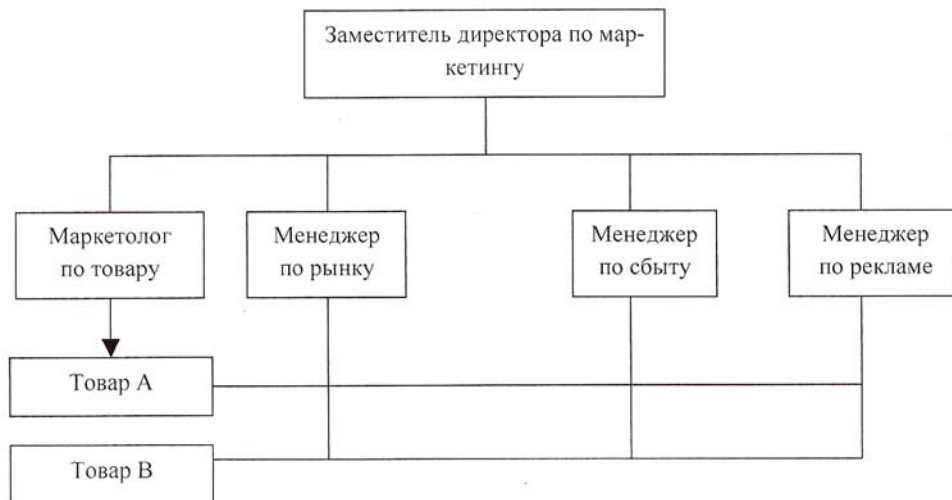 Заместитель директора по мар-
кетингу
Маркетолог
по товару
Менеджер
по рынку
Менеджер
по сбыту
Менеджер
по рекламе
Товар А
Товар В